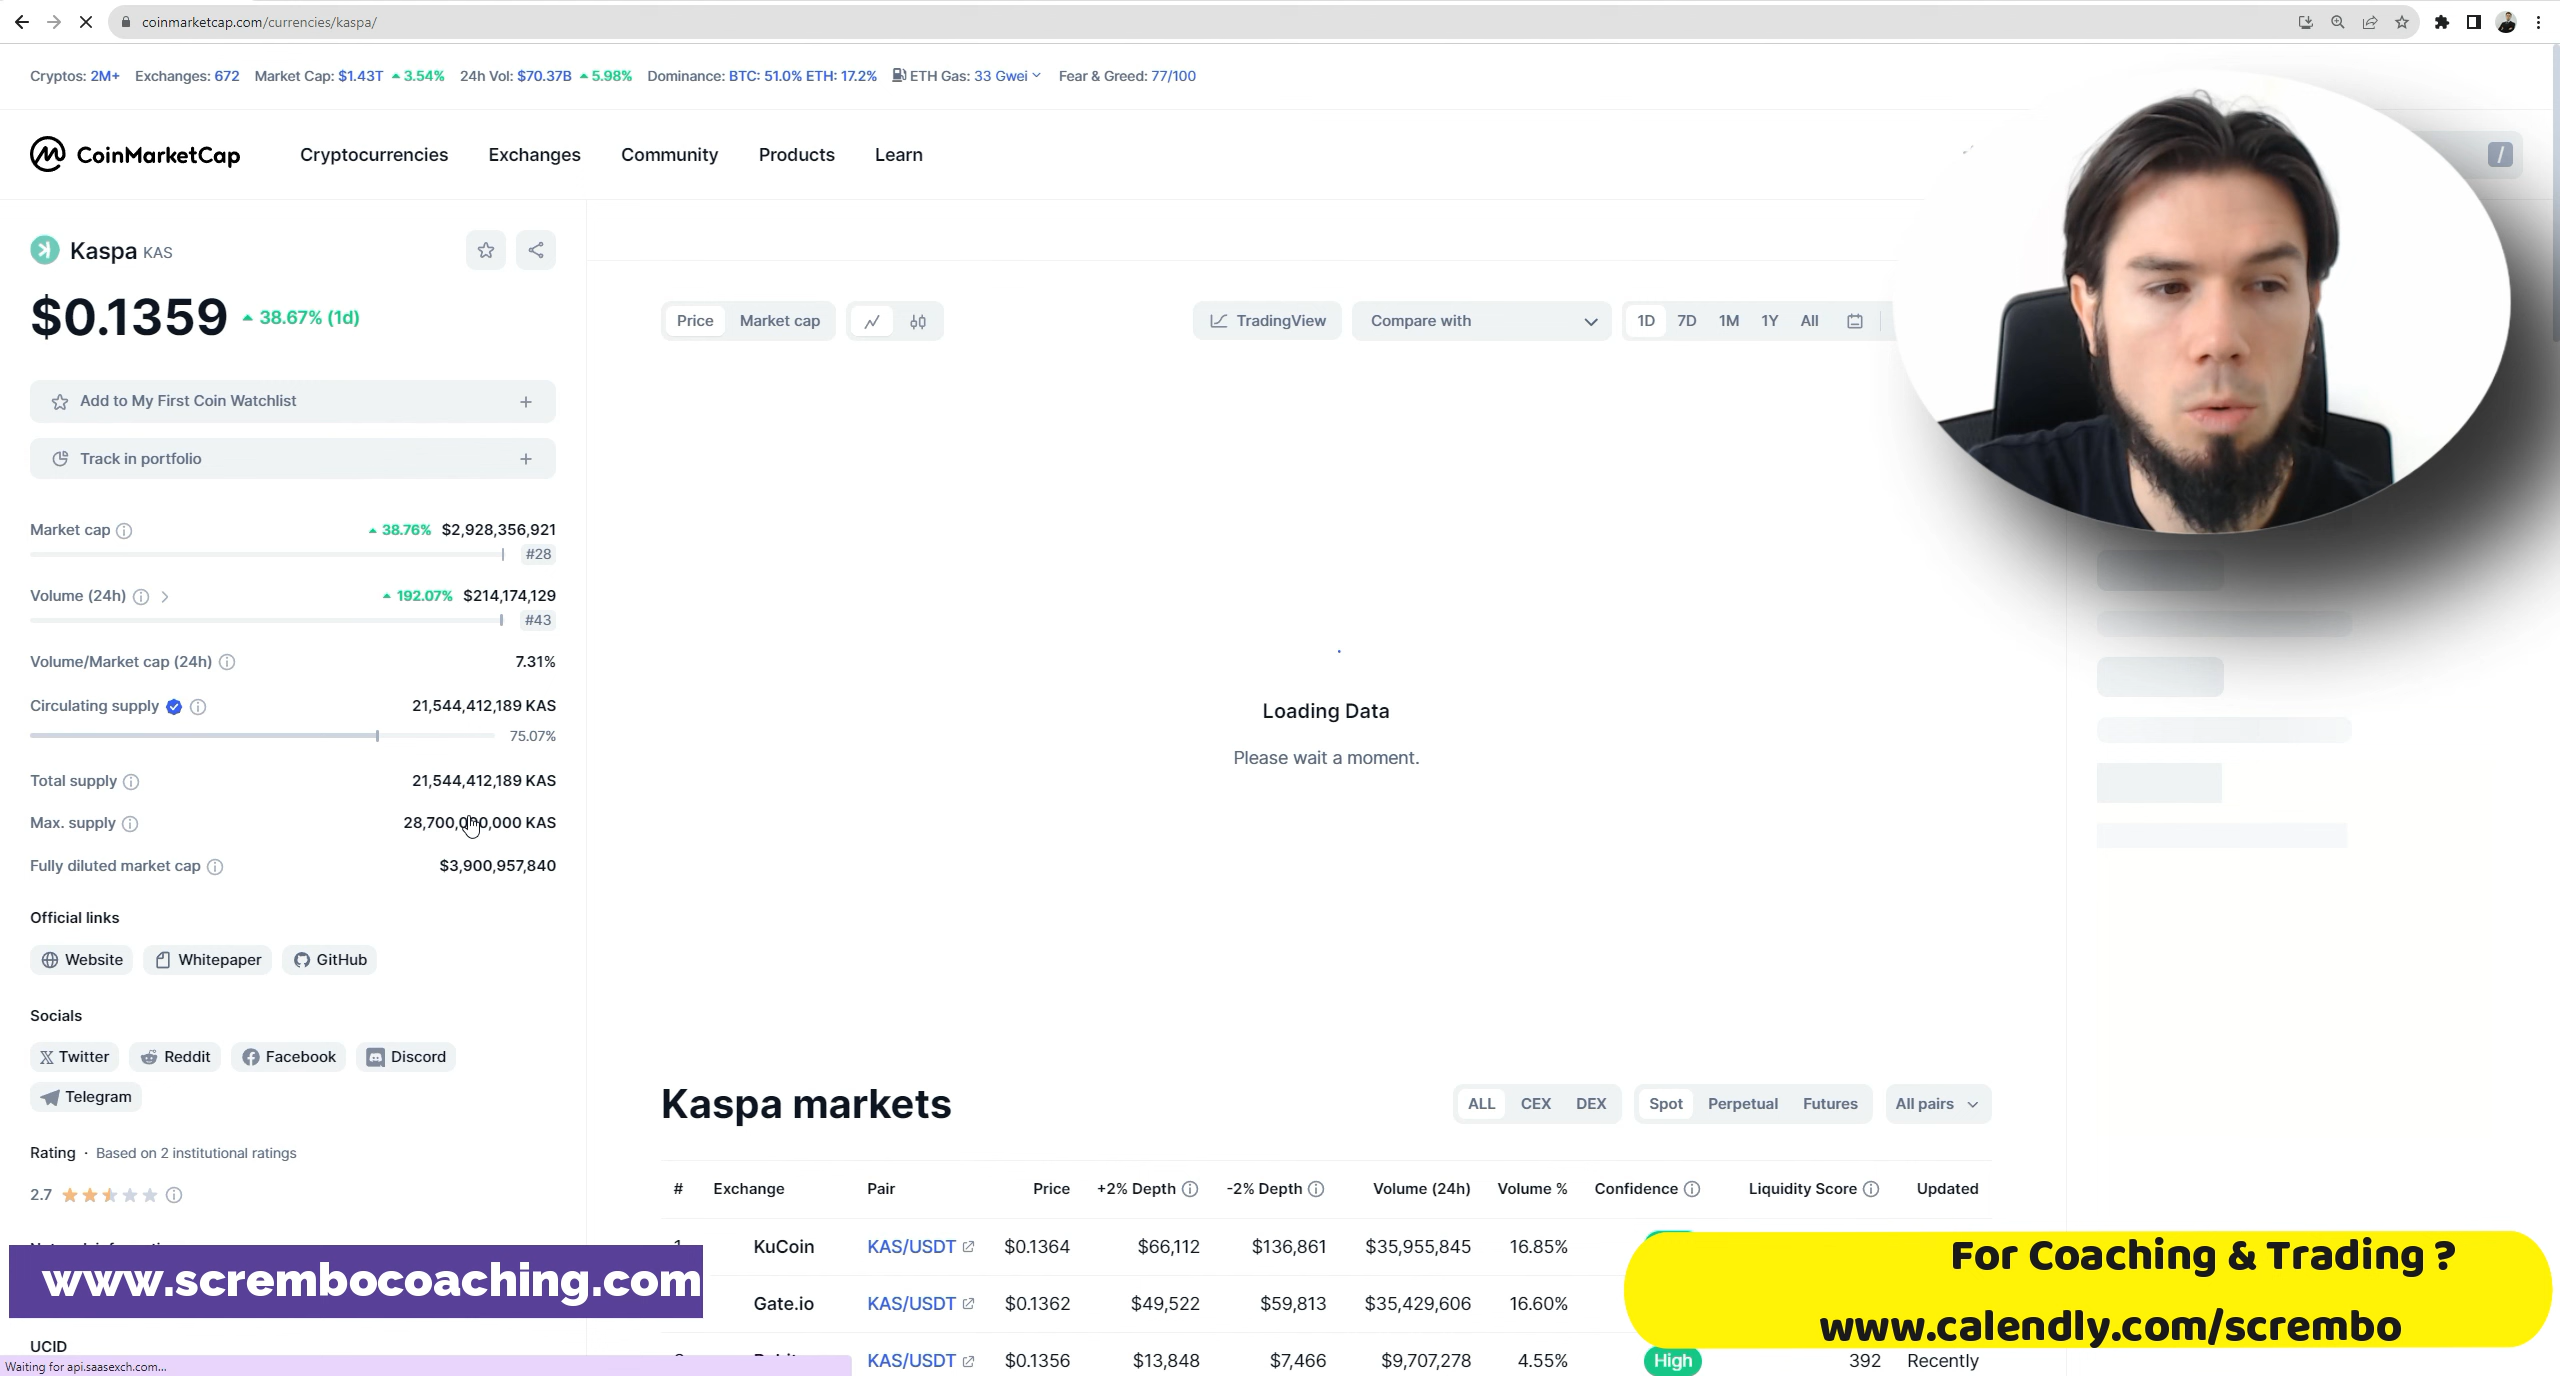 coinmarketcap.com/currencies/kaspa/
Cryptos: 2M+ Exchanges: 672 Market Cap: $1.43T 3.54% 24h Vol: $70.37B 5.98% Dominance: BTC: 51.0% ETH: 17.2% ETH Gas: 33 Gwei Fear & Greed: 77/100
CoinMarketCap Cryptocurrencies Exchanges Community Products Learn /
Kaspa KAS
$0.1359 38.67% (1d)
Price Market cap TradingView Compare with 1D 7D 1M 1Y All
Add to My First Coin Watchlist +
Track in portfolio +
Market cap 38.76% $2,928,356,921
#28
Volume (24h) 192.07% $214,174,129
#43
Volume/Market cap (24h) 7.31%
Circulating supply 21,544,412,189 KAS
75.07%
Total supply 21,544,412,189 KAS
Max. supply
Fully diluted market cap $3,900,957,840
Loading Data
Please wait a moment.
Official links
Website Whitepaper GitHub
Socials
Twitter Reddit Facebook Discord
Telegram
Rating · Based on 2 institutional ratings
2.7
UCID
Waiting for api.saasexch.com...
Kaspa markets ALL CEX DEX Spot Perpetual Futures All pairs
# Exchange Pair Price +2% Depth -2% Depth Volume (24h) Volume % Confidence Liquidity Score Updated
KuCoin KAS/USDT $0.1364 $66,112 $136,861 $35,955,845 16.85%
Gate.io KAS/USDT $0.1362 $49,522 $59,813 $35,429,606 16.60%
KAS/USDT $0.1356 $13,848 $7,466 $9,707,278 4.55% High 392 Recently
www.scrembocoaching.com
For Coaching & Trading ?
www.calendly.com/scrembo